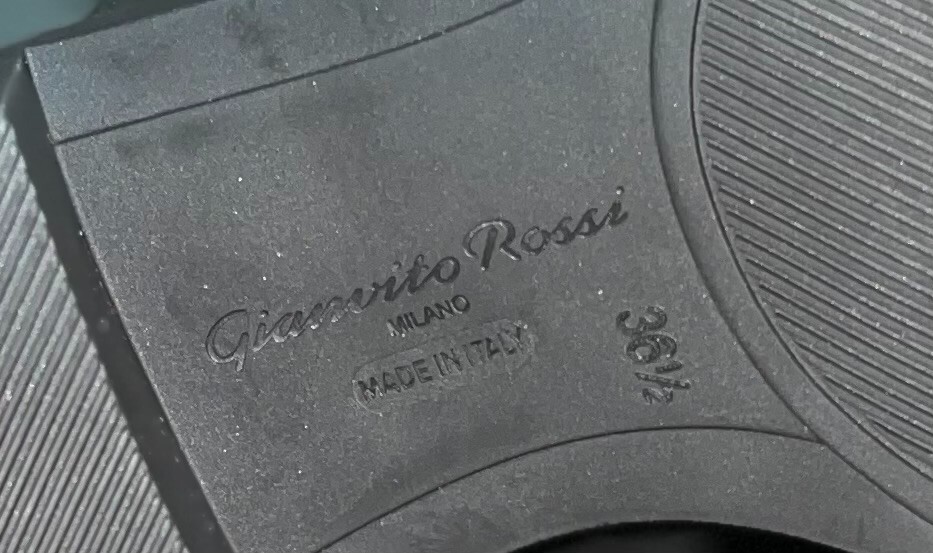 Gianvito Rossi
MILANO
MADE IN ITALY
36½